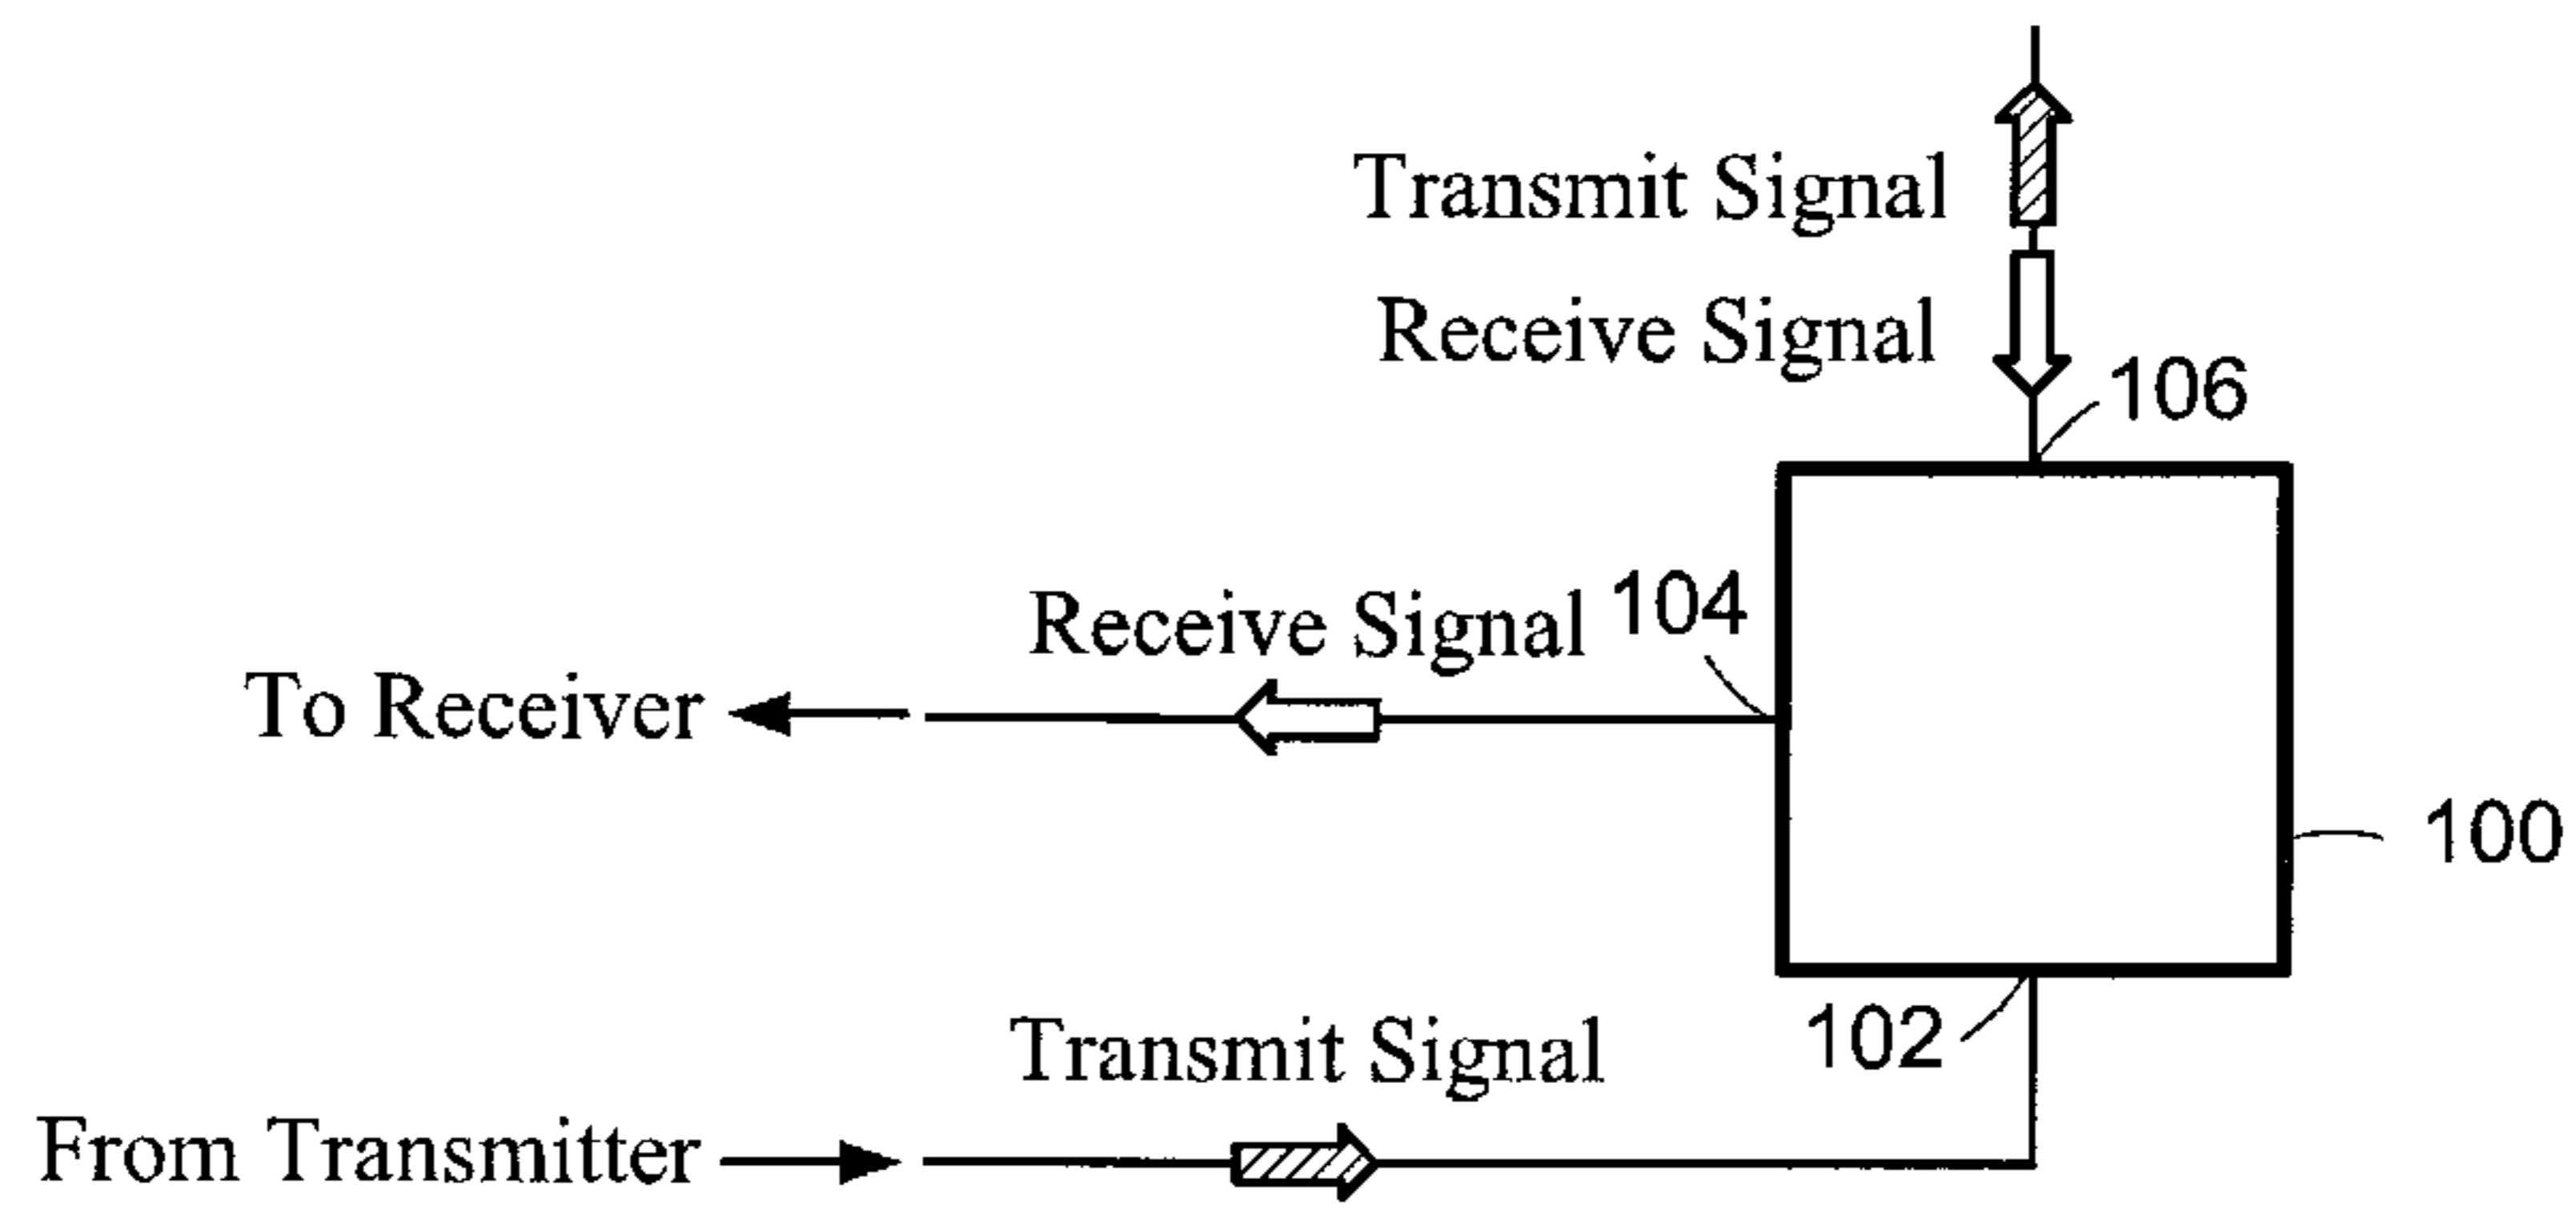 Transmit Signal
Receive Signal
106
Receive Signal
104
To Receiver
100
102
Transmit Signal
From Transmitter